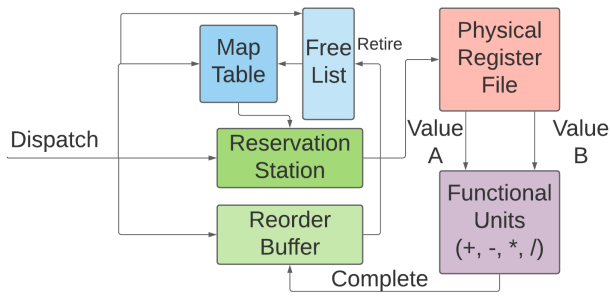 Map
Table
Free
List
Retire
Physical
Register
File
Dispatch
Reservation
Station
Value
A
Value
B
Reorder
Buffer
Functional
Units
(+, -, *, /)
Complete